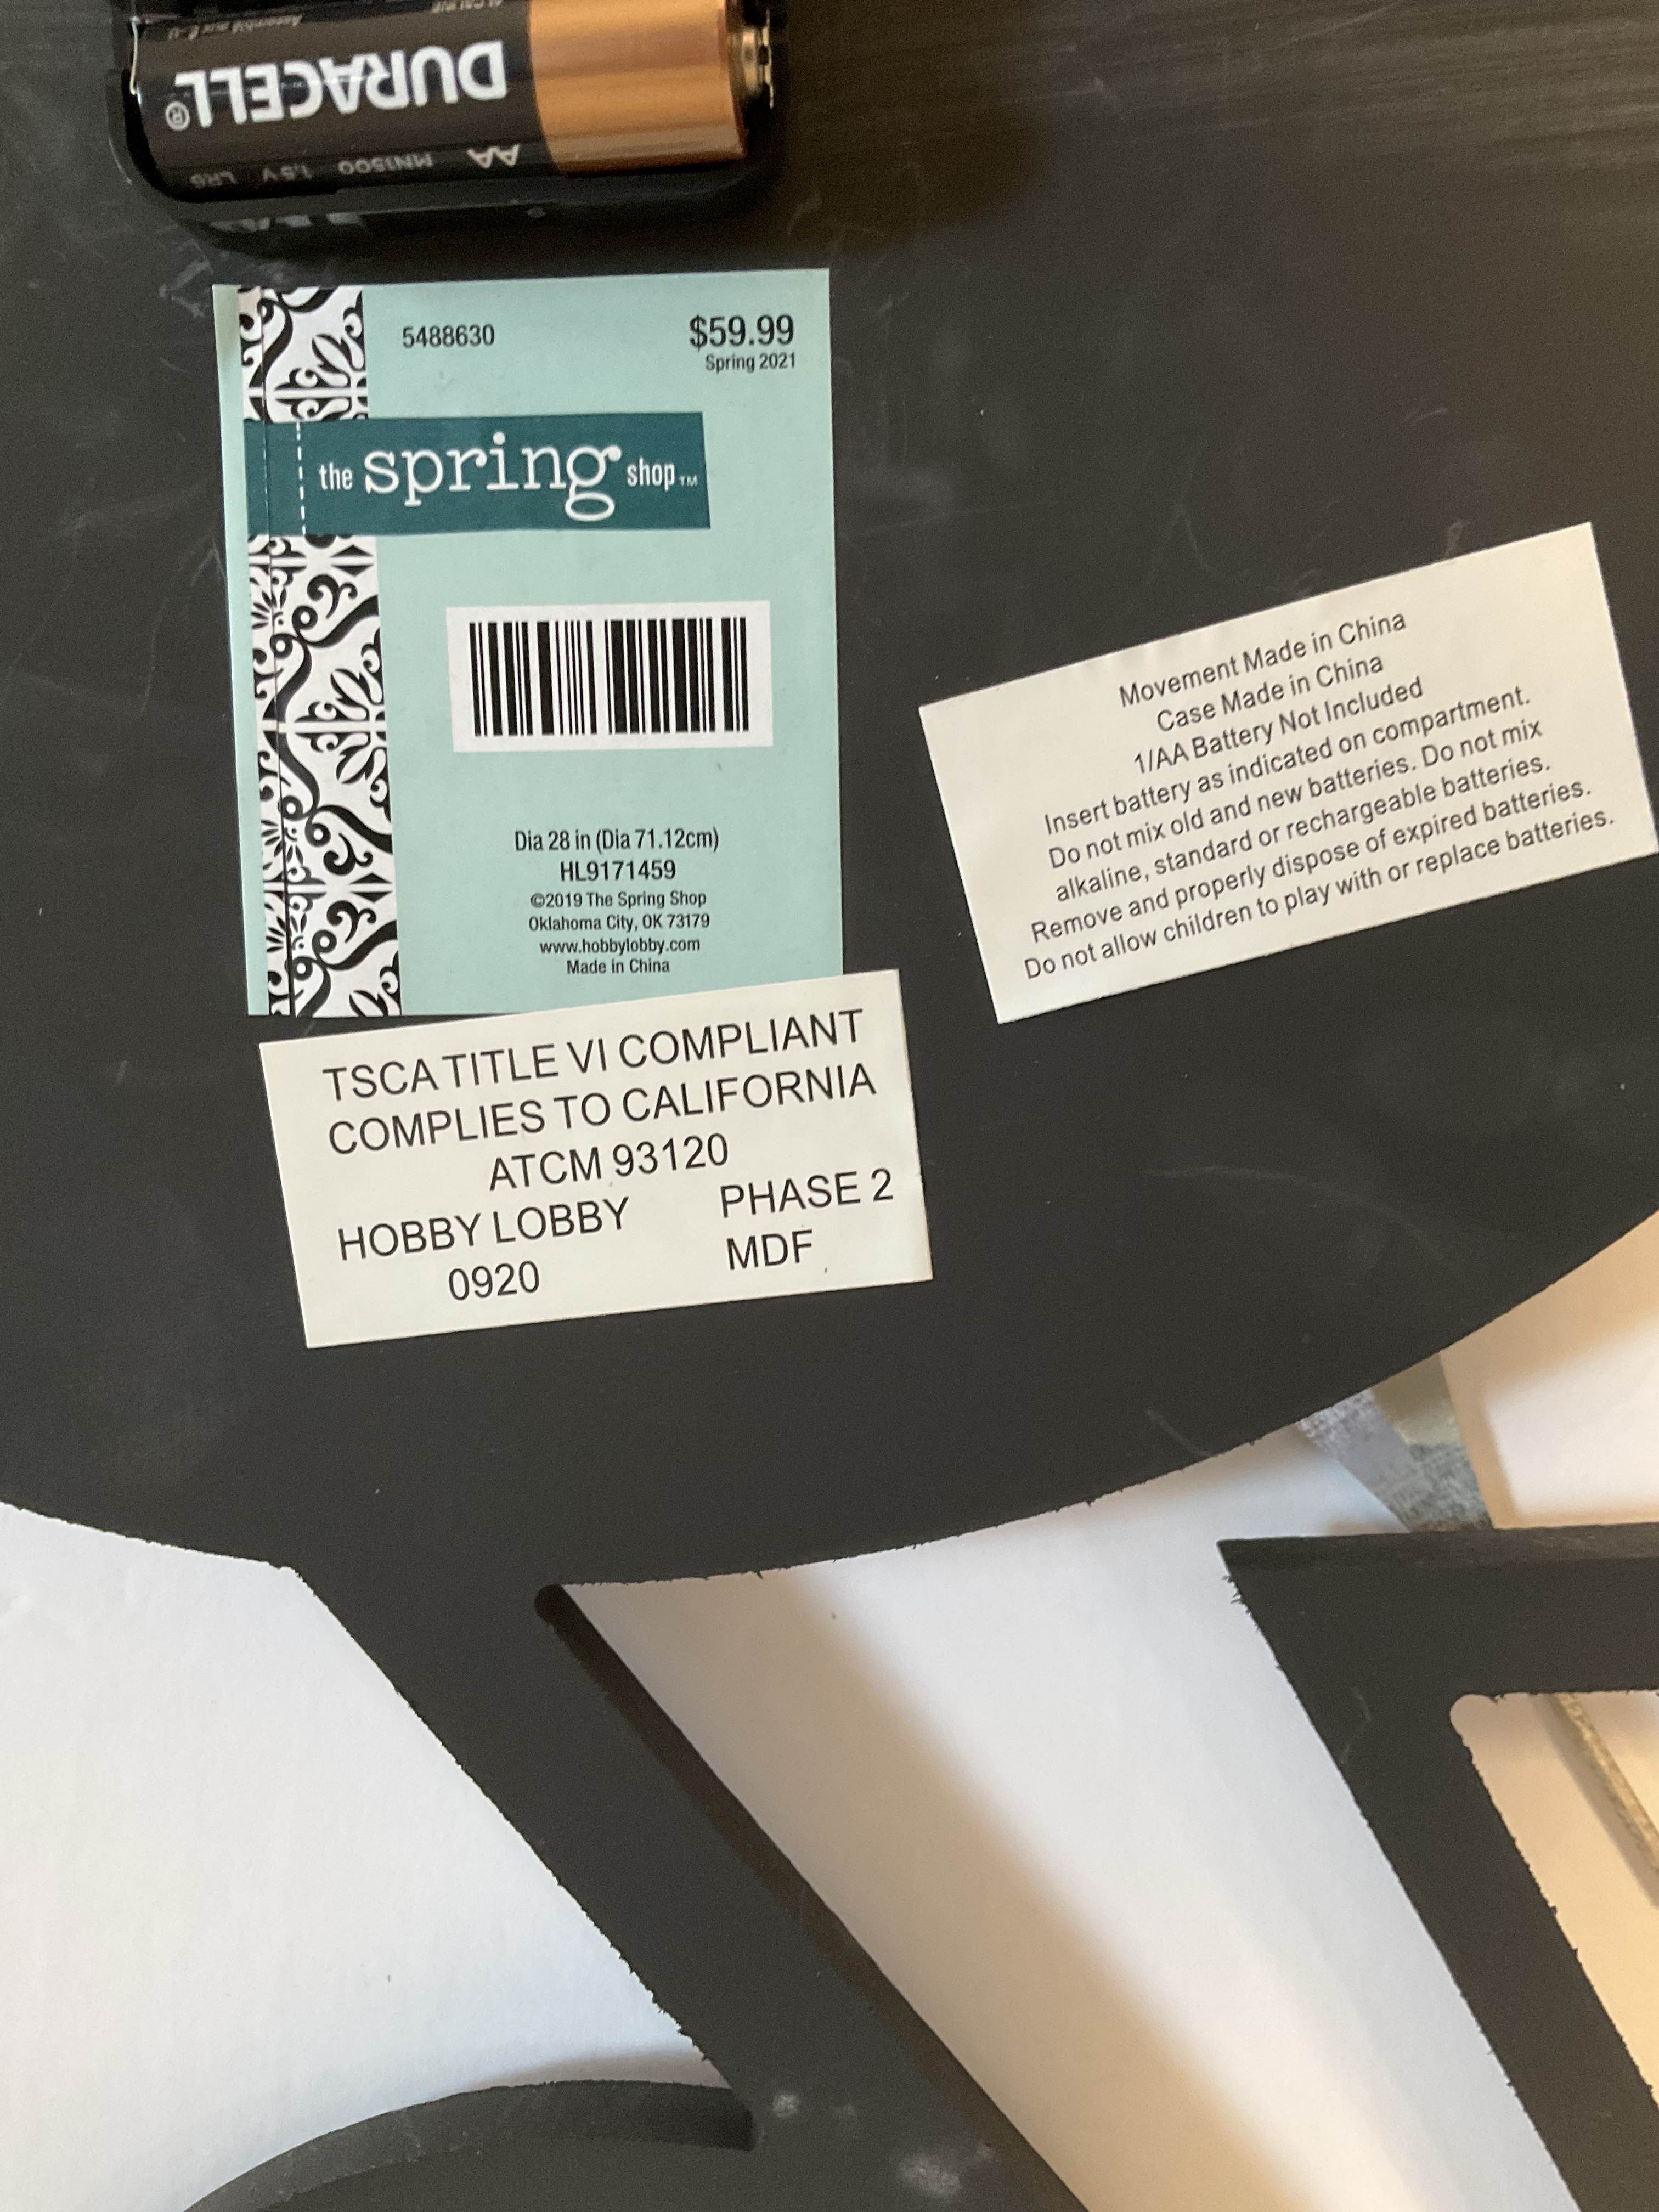 DURACELL®
AA MN1500 1.5V LR6
5488630
$59.99
Spring 2021
the spring shop™
Dia 28 in (Dia 71.12cm)
HL9171459
©2019 The Spring Shop
Oklahoma City, OK 73179
www.hobbylobby.com
Made in China
Movement Made in China
Case Made in China
1/AA Battery Not Included
Insert battery as indicated on compartment.
Do not mix old and new batteries. Do not mix
alkaline, standard or rechargeable batteries.
Remove and properly dispose of expired batteries.
Do not allow children to play with or replace batteries.
TSCA TITLE VI COMPLIANT
COMPLIES TO CALIFORNIA
ATCM 93120
HOBBY LOBBY PHASE 2
0920 MDF